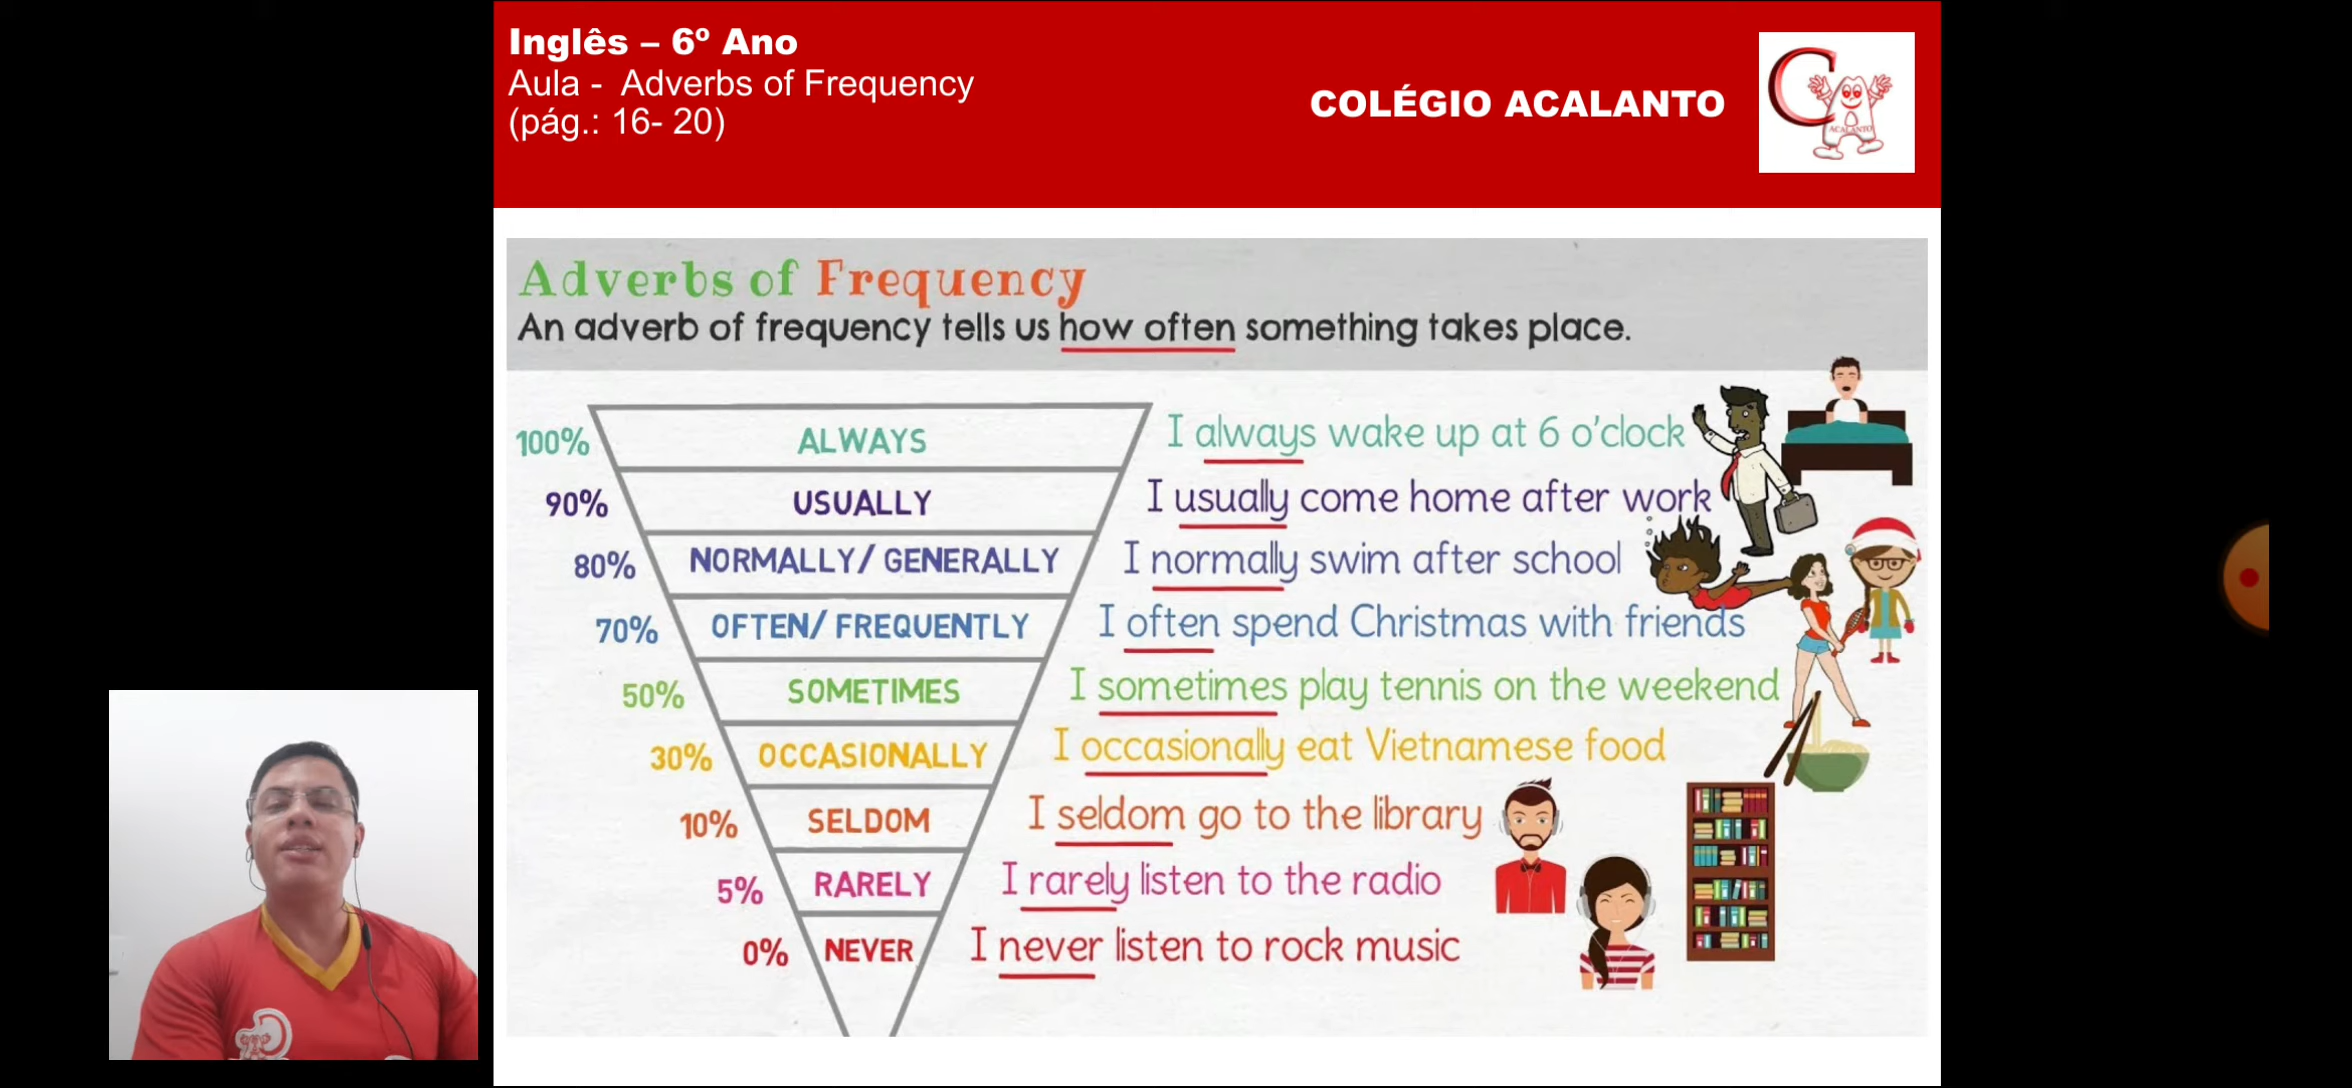 Inglês – 6º Ano
Aula - Adverbs of Frequency
(pág.: 16- 20)
COLÉGIO ACALANTO
ACALANTO
Adverbs of Frequency
An adverb of frequency tells us how often something takes place.
100% ALWAYS I always wake up at 6 o'clock
90% USUALLY I usually come home after work
80% NORMALLY/ GENERALLY I normally swim after school
70% OFTEN/ FREQUENTLY I often spend Christmas with friends
50% SOMETIMES I sometimes play tennis on the weekend
30% OCCASIONALLY I occasionally eat Vietnamese food
10% SELDOM I seldom go to the library
5% RARELY I rarely listen to the radio
0% NEVER I never listen to rock music